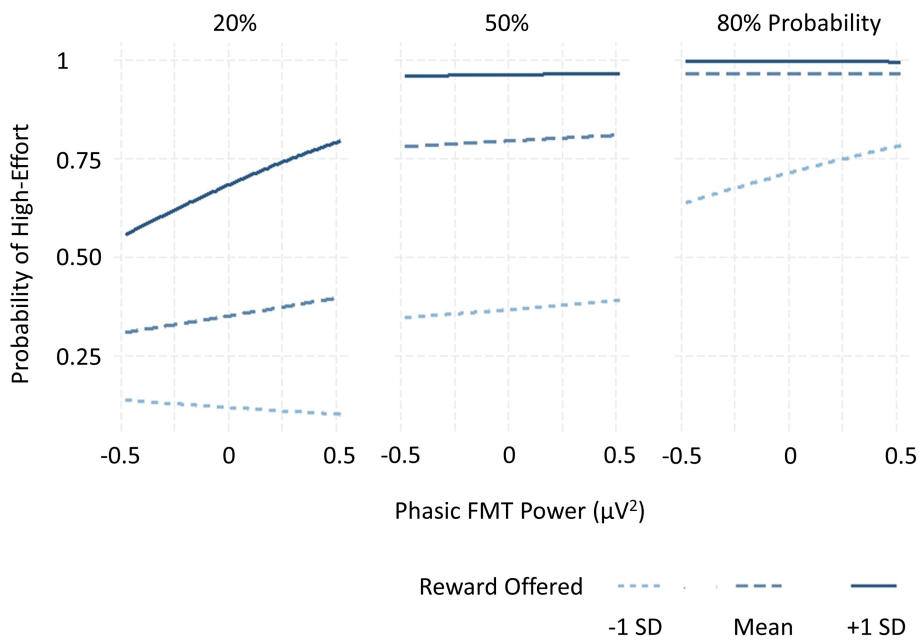 20%
50%
80% Probability
Probability of High-Effort
1
0.75
0.50
0.25
-0.5 0 0.5
-0.5 0 0.5
-0.5 0 0.5
Phasic FMT Power (µV²)
Reward Offered
-1 SD
Mean
+1 SD